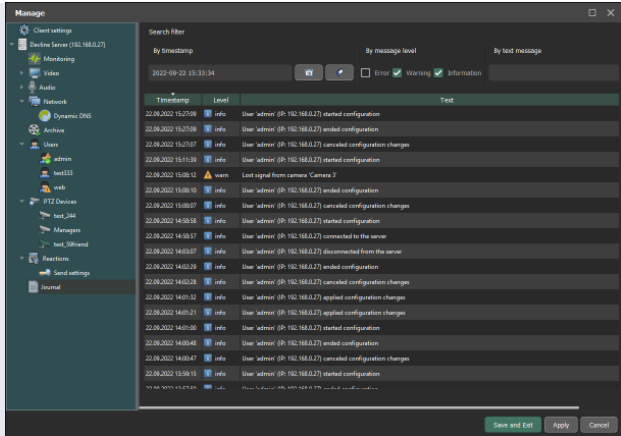 Manage
Client settings
Search filter
Devline Server (192.168.0.27)
By timestamp By message level By text message
Monitoring
Video
2022-09-22 15:33:34 Error Warning Information
Audio
Network
Timestamp Level Text
Dynamic DNS
22.09.2022 15:27:09 info User 'admin' (IP: 192.168.0.27) started configuration
Archive
22.09.2022 15:27:09 info User 'admin' (IP: 192.168.0.27) ended configuration
Users
22.09.2022 15:27:07 info User 'admin' (IP: 192.168.0.27) canceled configuration changes
admin
22.09.2022 15:11:39 info User 'admin' (IP: 192.168.0.27) started configuration
test333
22.09.2022 15:08:12 warn Lost signal from camera 'Camera 3'
web
22.09.2022 15:08:10 info User 'admin' (IP: 192.168.0.27) ended configuration
PTZ Devices
22.09.2022 15:08:07 info User 'admin' (IP: 192.168.0.27) canceled configuration changes
test_244
22.09.2022 14:58:58 info User 'admin' (IP: 192.168.0.27) started configuration
Managers
22.09.2022 14:58:57 info User 'admin' (IP: 192.168.0.27) connected to the server
test_59friend
22.09.2022 14:03:07 info User 'admin' (IP: 192.168.0.27) disconnected from the server
Reactions
22.09.2022 14:02:29 info User 'admin' (IP: 192.168.0.27) ended configuration
Send settings
22.09.2022 14:02:28 info User 'admin' (IP: 192.168.0.27) canceled configuration changes
Journal
22.09.2022 14:01:32 info User 'admin' (IP: 192.168.0.27) applied configuration changes
22.09.2022 14:01:21 info User 'admin' (IP: 192.168.0.27) applied configuration changes
22.09.2022 14:01:00 info User 'admin' (IP: 192.168.0.27) started configuration
22.09.2022 14:00:48 info User 'admin' (IP: 192.168.0.27) ended configuration
22.09.2022 14:00:47 info User 'admin' (IP: 192.168.0.27) canceled configuration changes
22.09.2022 13:59:15 info User 'admin' (IP: 192.168.0.27) started configuration
Save and Exit Apply Cancel